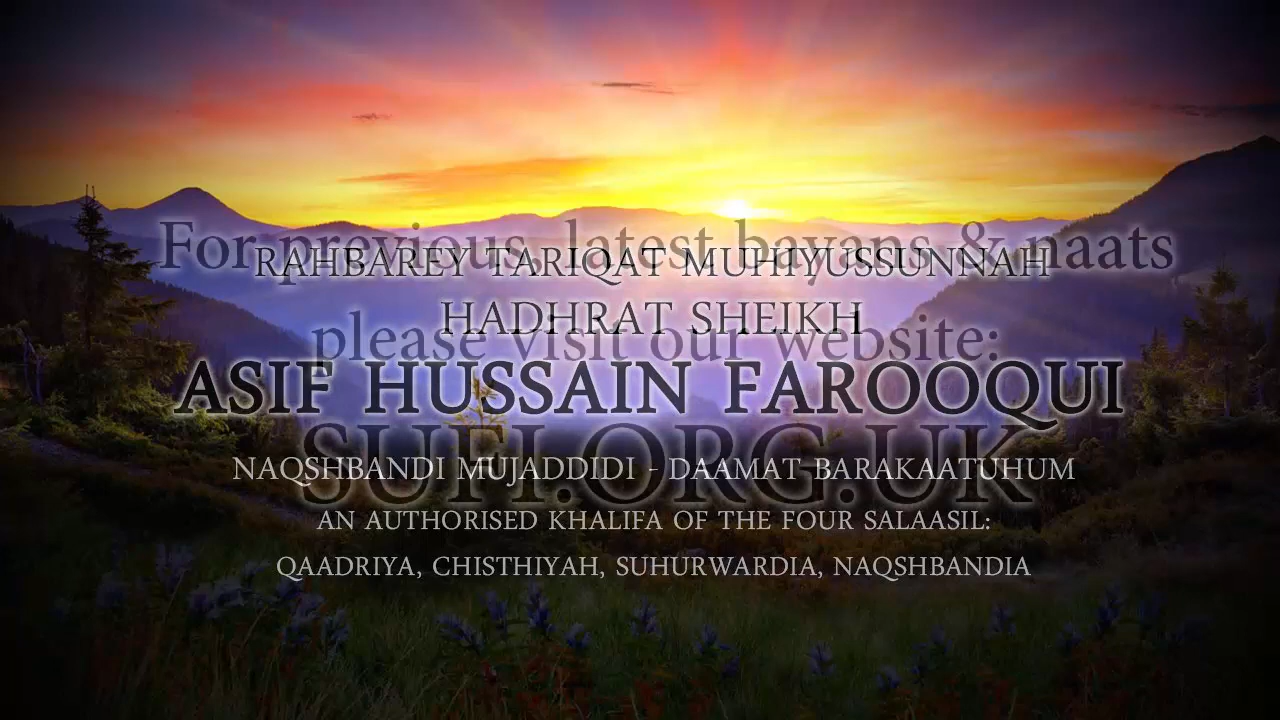 For previous, latest bayans & naats
RAHBAREY TARIQAT MUHIYUSSUNNAH
HADHRAT SHEIKH
please visit our website:
ASIF HUSSAIN FAROOQUI
SUFI.ORG.UK
NAQSHBANDI MUJADDIDI - DAAMAT BARAKAATUHUM
AN AUTHORISED KHALIFA OF THE FOUR SALAASIL:
QAADRIYA, CHISTHIYAH, SUHURWARDIA, NAQSHBANDIA